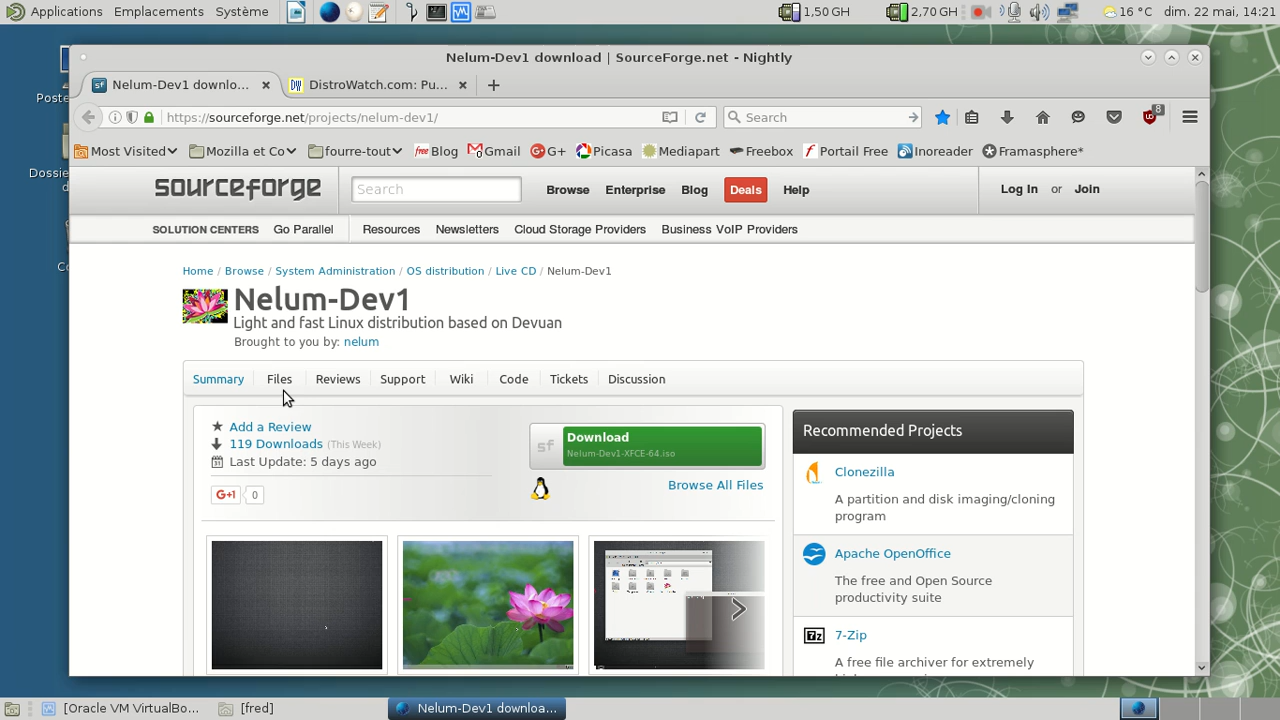 Applications Emplacements Système 1,50 GH 2,70 GH 16 °C dim. 22 mai, 14:21
Poste
Dossie
d
C
Nelum-Dev1 download | SourceForge.net - Nightly
sf Nelum-Dev1 downlo... DW DistroWatch.com: Pu...
https://sourceforge.net/projects/nelum-dev1/ Search 8
Most Visited Mozilla et Co fourre-tout free Blog Gmail G+ Picasa Mediapart Freebox Portail Free Inoreader Framasphere*
sourceforge Search Browse Enterprise Blog Deals Help Log In or Join
SOLUTION CENTERS Go Parallel Resources Newsletters Cloud Storage Providers Business VoIP Providers
Home / Browse / System Administration / OS distribution / Live CD / Nelum-Dev1
Nelum-Dev1
Light and fast Linux distribution based on Devuan
Brought to you by: nelum
Summary Files Reviews Support Wiki Code Tickets Discussion
Add a Review
119 Downloads (This Week)
Last Update: 5 days ago
G+1 0
sf Download
Nelum-Dev1-XFCE-64.iso
Browse All Files
Recommended Projects
Clonezilla
A partition and disk imaging/cloning
program
Apache OpenOffice
The free and Open Source
productivity suite
7z 7-Zip
A free file archiver for extremely
[Oracle VM VirtualBo... [fred] Nelum-Dev1 downloa...